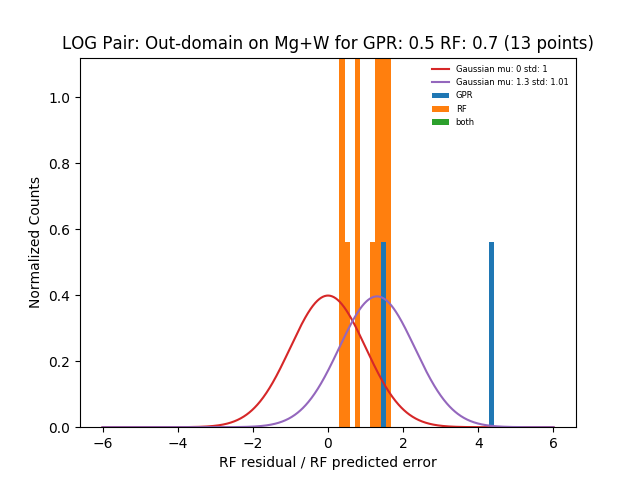 LOG Pair: Out-domain on Mg+W for GPR: 0.5 RF: 0.7 (13 points)
Gaussian mu: 0 std: 1
Gaussian mu: 1.3 std: 1.01
GPR
RF
both
Normalized Counts
1.0
0.8
0.6
0.4
0.2
0.0
−6 −4 −2 0 2 4 6
RF residual / RF predicted error